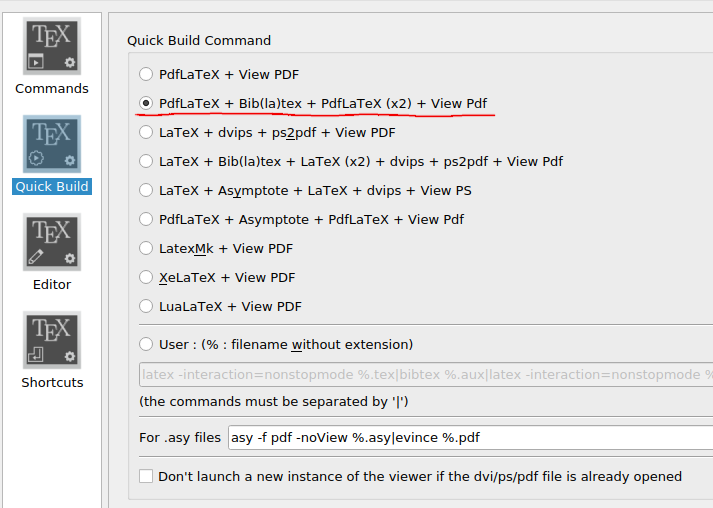 TEX
Commands
TEX
Quick Build
TEX
Editor
TEX
Shortcuts
Quick Build Command
PdfLaTeX + View PDF
PdfLaTeX + Bib(la)tex + PdfLaTeX (x2) + View Pdf
LaTeX + dvips + ps2pdf + View PDF
LaTeX + Bib(la)tex + LaTeX (x2) + dvips + ps2pdf + View Pdf
LaTeX + Asymptote + LaTeX + dvips + View PS
PdfLaTeX + Asymptote + PdfLaTeX + View Pdf
LatexMk + View PDF
XeLaTeX + View PDF
LuaLaTeX + View PDF
User : (% : filename without extension)
latex -interaction=nonstopmode %.tex|bibtex %.aux|latex -interaction=nonstopmode %
(the commands must be separated by '|')
For .asy files asy -f pdf -noView %.asy|evince %.pdf
Don't launch a new instance of the viewer if the dvi/ps/pdf file is already opened